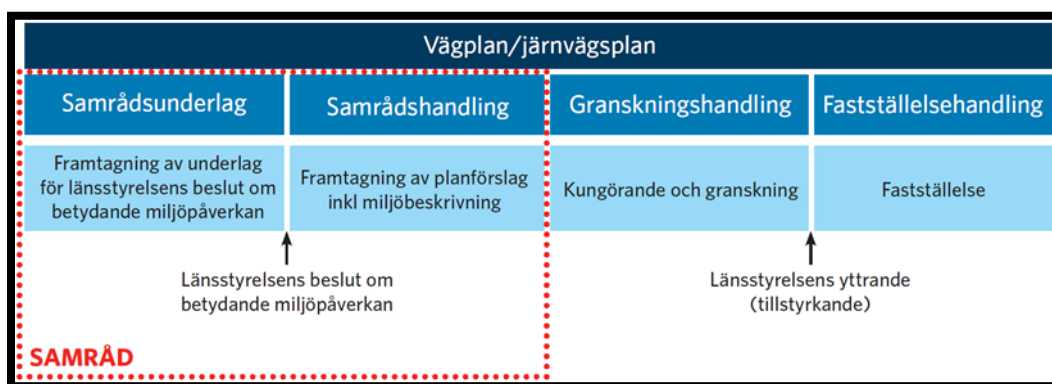 Vägplan/järnvägsplan
Samrådsunderlag
Samrådshandling
Granskningshandling
Fastställelsehandling
Framtagning av underlag
för länsstyrelsens beslut om
betydande miljöpåverkan
Framtagning av planförslag
inkl miljöbeskrivning
Kungörande och granskning
Fastställelse
Länsstyrelsens beslut om
betydande miljöpåverkan
Länsstyrelsens yttrande
(tillstyrkande)
SAMRÅD